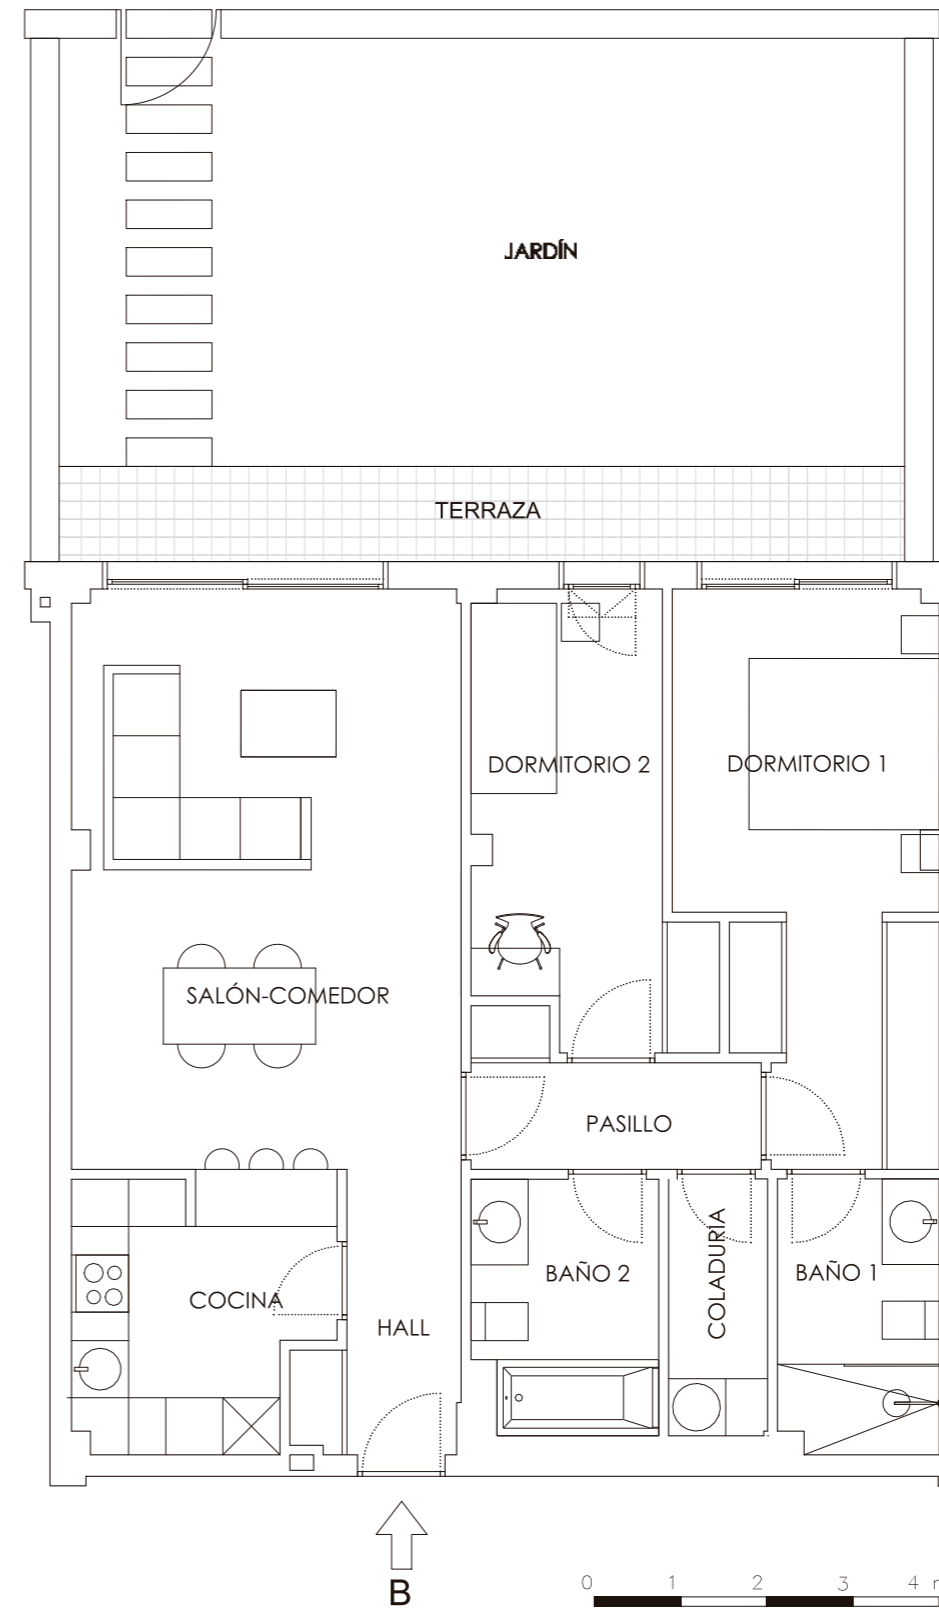 JARDÍN
TERRAZA
DORMITORIO 2
DORMITORIO 1
SALÓN-COMEDOR
PASILLO
COLADURÍA
BAÑO 2
BAÑO 1
COCINA
HALL
B
0 1 2 3 4